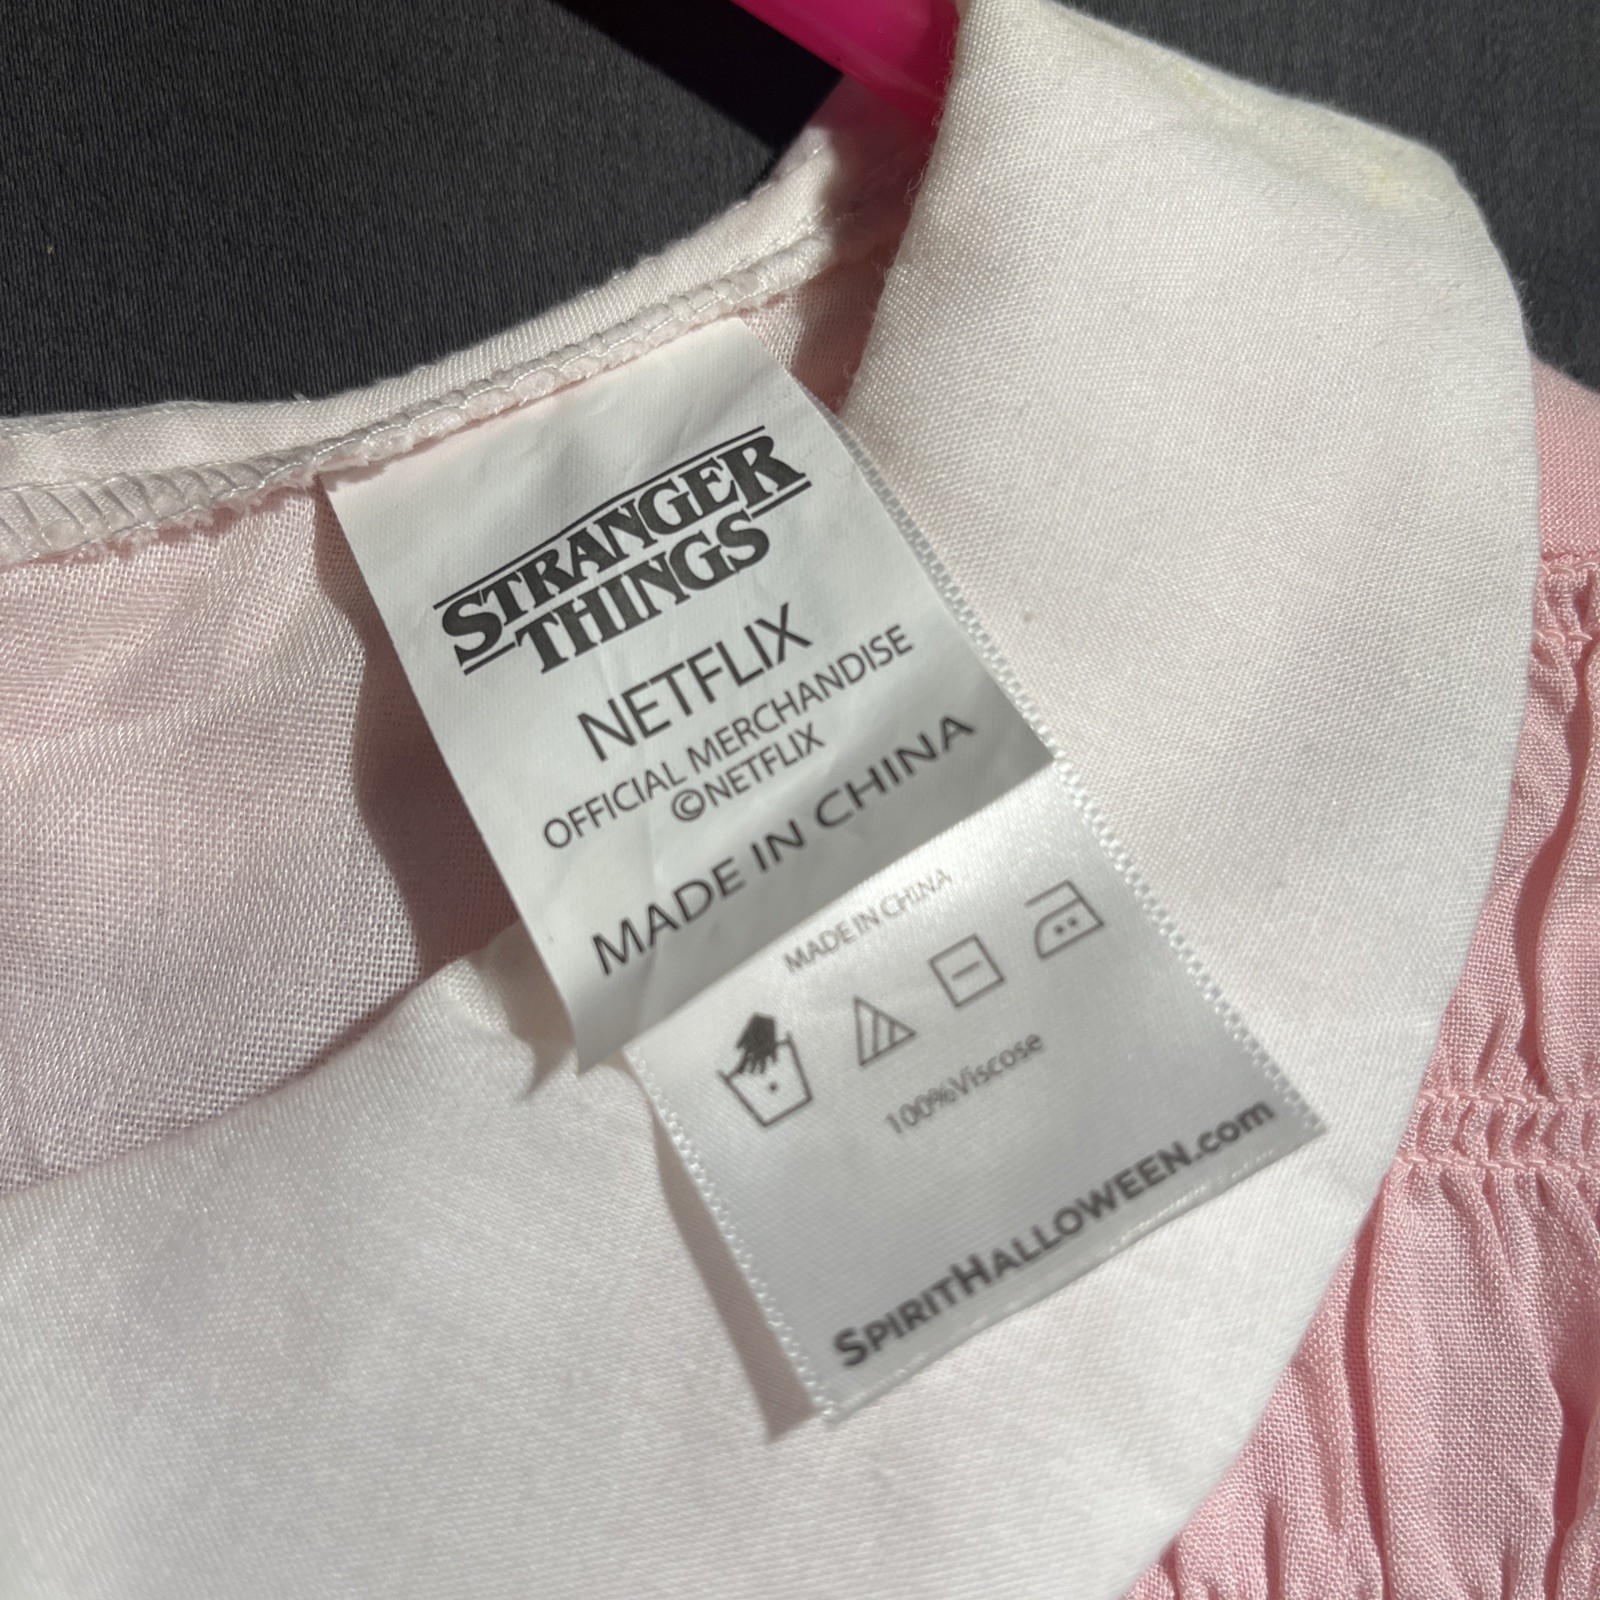 STRANGER
THINGS
NETFLIX
OFFICIAL MERCHANDISE
©NETFLIX
MADE IN CHINA
MADE IN CHINA
100%Viscose
SPIRITHALLOWEEN.com